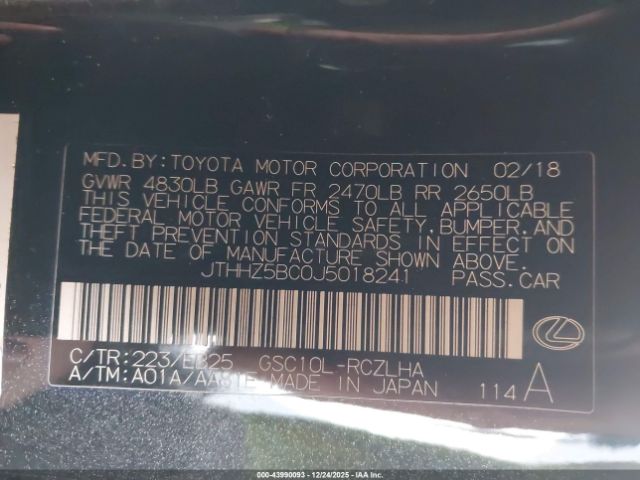 MFD.BY:TOYOTA MOTOR CORPORATION 02/18
GVWR 4830LB GAWR FR 2470LB RR 2650LB
THIS VEHICLE CONFORMS TO ALL APPLICABLE
FEDERAL MOTOR VEHICLE SAFETY.BUMPER.AND
THEFT PREVENTION STANDARDS IN EFFECT ON
THE DATE OF MANUFACTURE SHOWN ABOVE.
JTHHZ5BC0J5018241 PASS.CAR
C/TR:223/EB25 GSC10L-RCZLHA
A/TM:A01A/AA81E MADE IN JAPAN 114 A
000-43990093 - 12/24/2025 - IAA, Inc.